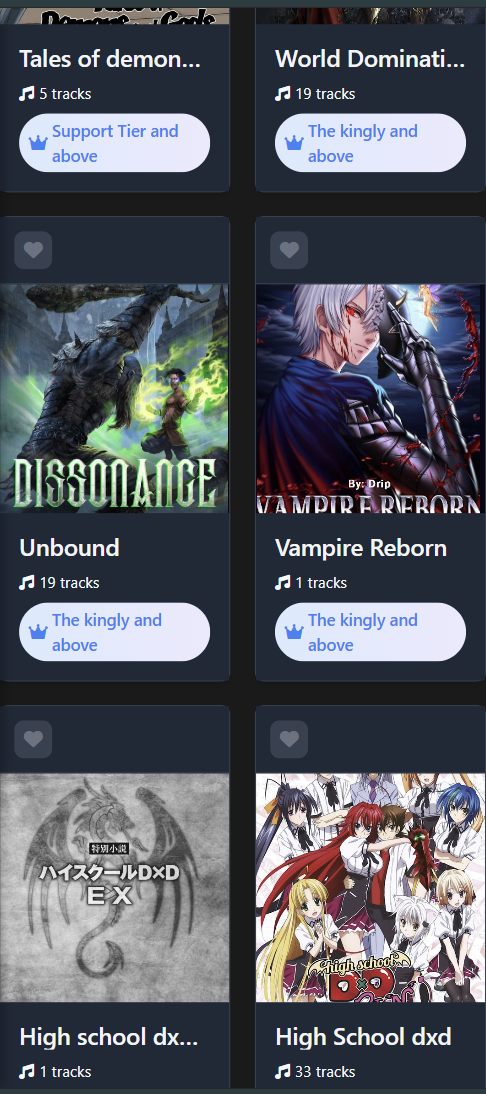 Demons and Gods
Tales of demon...
5 tracks
Support Tier and
above
World Dominati...
19 tracks
The kingly and
above
DISSONANCE
Unbound
19 tracks
The kingly and
above
By: Drip
VAMPIRE REBORN
Vampire Reborn
1 tracks
The kingly and
above
特別小説
ハイスクールD×D
EX
High school dx...
1 tracks
high school
D×D
High School dxd
33 tracks